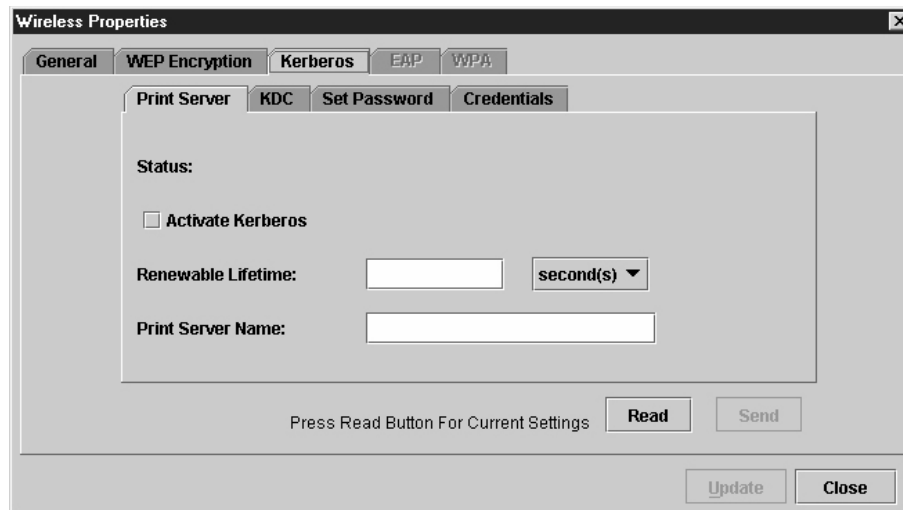 Wireless Properties
General WEP Encryption Kerberos EAP WPA
Print Server KDC Set Password Credentials
Status:
Activate Kerberos
Renewable Lifetime: second(s)
Print Server Name:
Press Read Button For Current Settings Read Send
Update Close